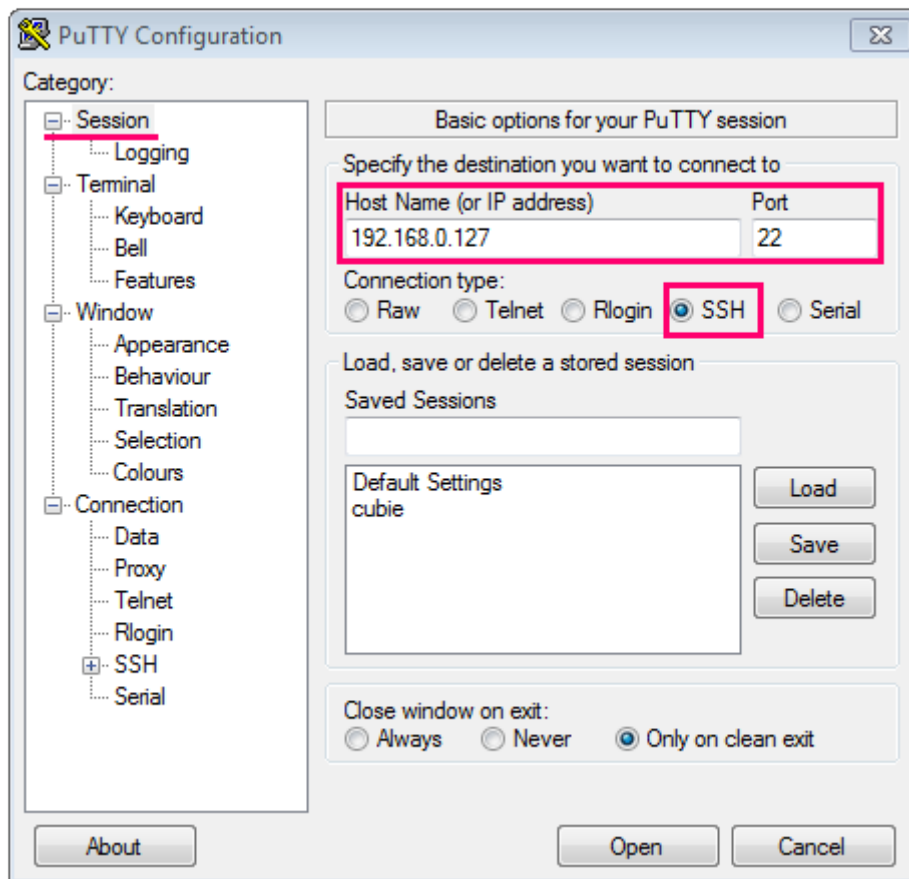 PuTTY Configuration
Category:
Session
Logging
Terminal
Keyboard
Bell
Features
Window
Appearance
Behaviour
Translation
Selection
Colours
Connection
Data
Proxy
Telnet
Rlogin
SSH
Serial
Basic options for your PuTTY session
Specify the destination you want to connect to
Host Name (or IP address) Port
192.168.0.127 22
Connection type:
Raw Telnet Rlogin SSH Serial
Load, save or delete a stored session
Saved Sessions
Default Settings
cubie
Load
Save
Delete
Close window on exit:
Always Never Only on clean exit
About Open Cancel